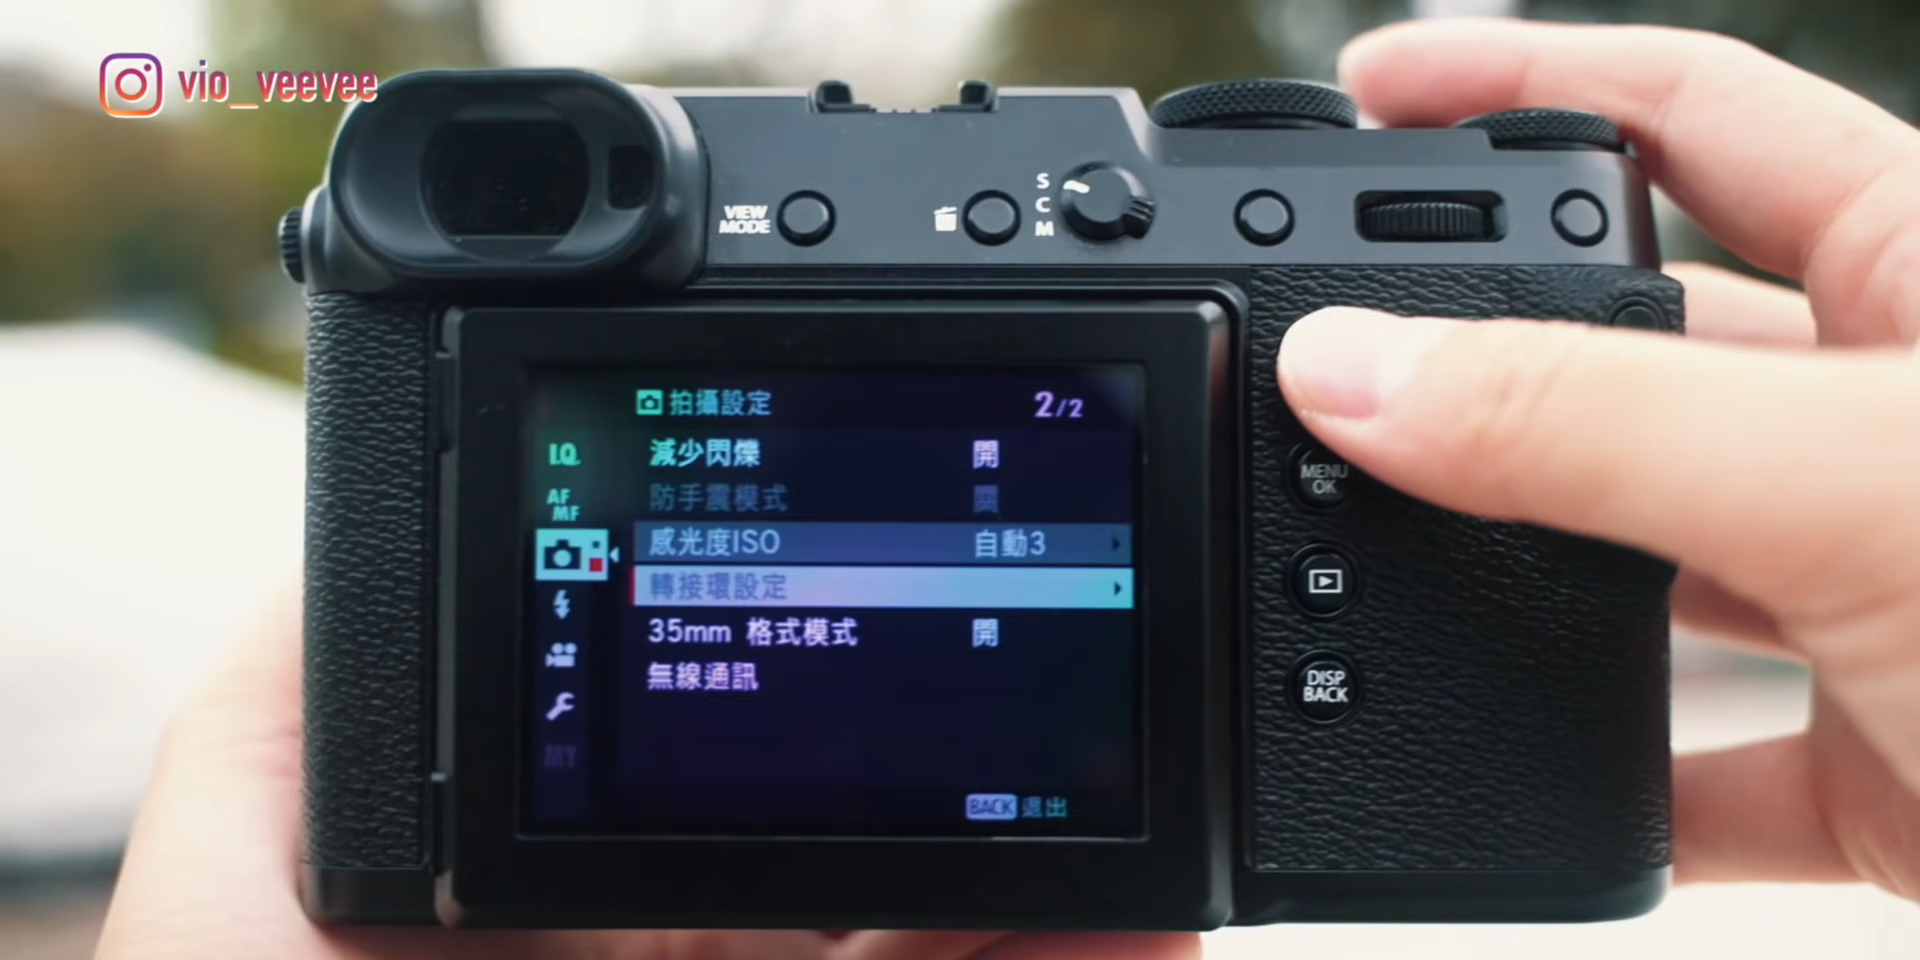 vio_veevee
VIEW MODE
S
C
M
拍攝設定 2/2
I.Q.
減少閃爍 開
AF MF
防手震模式
感光度ISO 自動3
轉接環設定
35mm 格式模式 開
無線通訊
MY
BACK 退出
MENU OK
DISP BACK